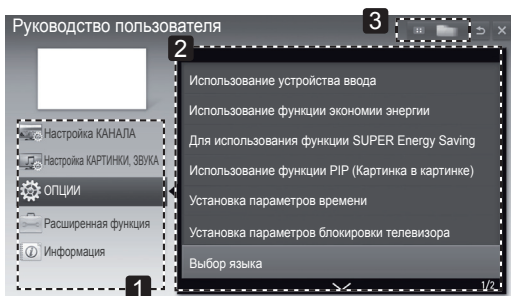 Руководство пользователя
3
2
Использование устройства ввода
Использование функции экономии энергии
Для использования функции SUPER Energy Saving
Использование функции PIP (Картинка в картинке)
Установка параметров времени
Установка параметров блокировки телевизора
Выбор языка
1/2
Настройка КАНАЛА
Настройка КАРТИНКИ, ЗВУКА
ОПЦИИ
Расширенная функция
Информация
1